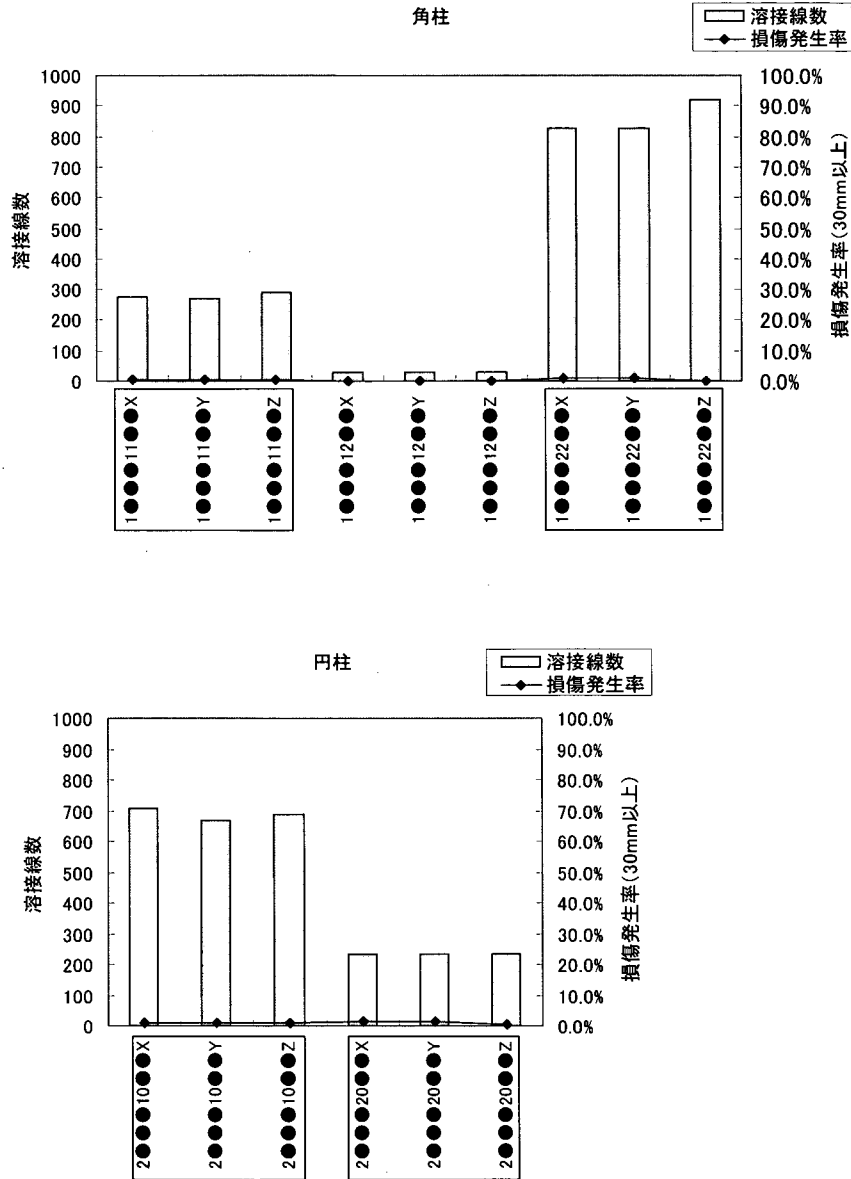 角柱
溶接線数
損傷発生率
1000
900
800
700
600
500
400
300
200
100
0
溶接線数
100.0%
90.0%
80.0%
70.0%
60.0%
50.0%
40.0%
30.0%
20.0%
10.0%
0.0%
損傷発生率(30mm以上)
1●●●11●●X
1●●●11●●Y
1●●●11●●Z
1●●●12●●X
1●●●12●●Y
1●●●12●●Z
1●●●22●●X
1●●●22●●Y
1●●●22●●Z
円柱
溶接線数
損傷発生率
1000
900
800
700
600
500
400
300
200
100
0
溶接線数
100.0%
90.0%
80.0%
70.0%
60.0%
50.0%
40.0%
30.0%
20.0%
10.0%
0.0%
損傷発生率(30mm以上)
2●●●10●●X
2●●●10●●Y
2●●●10●●Z
2●●●20●●X
2●●●20●●Y
2●●●20●●Z